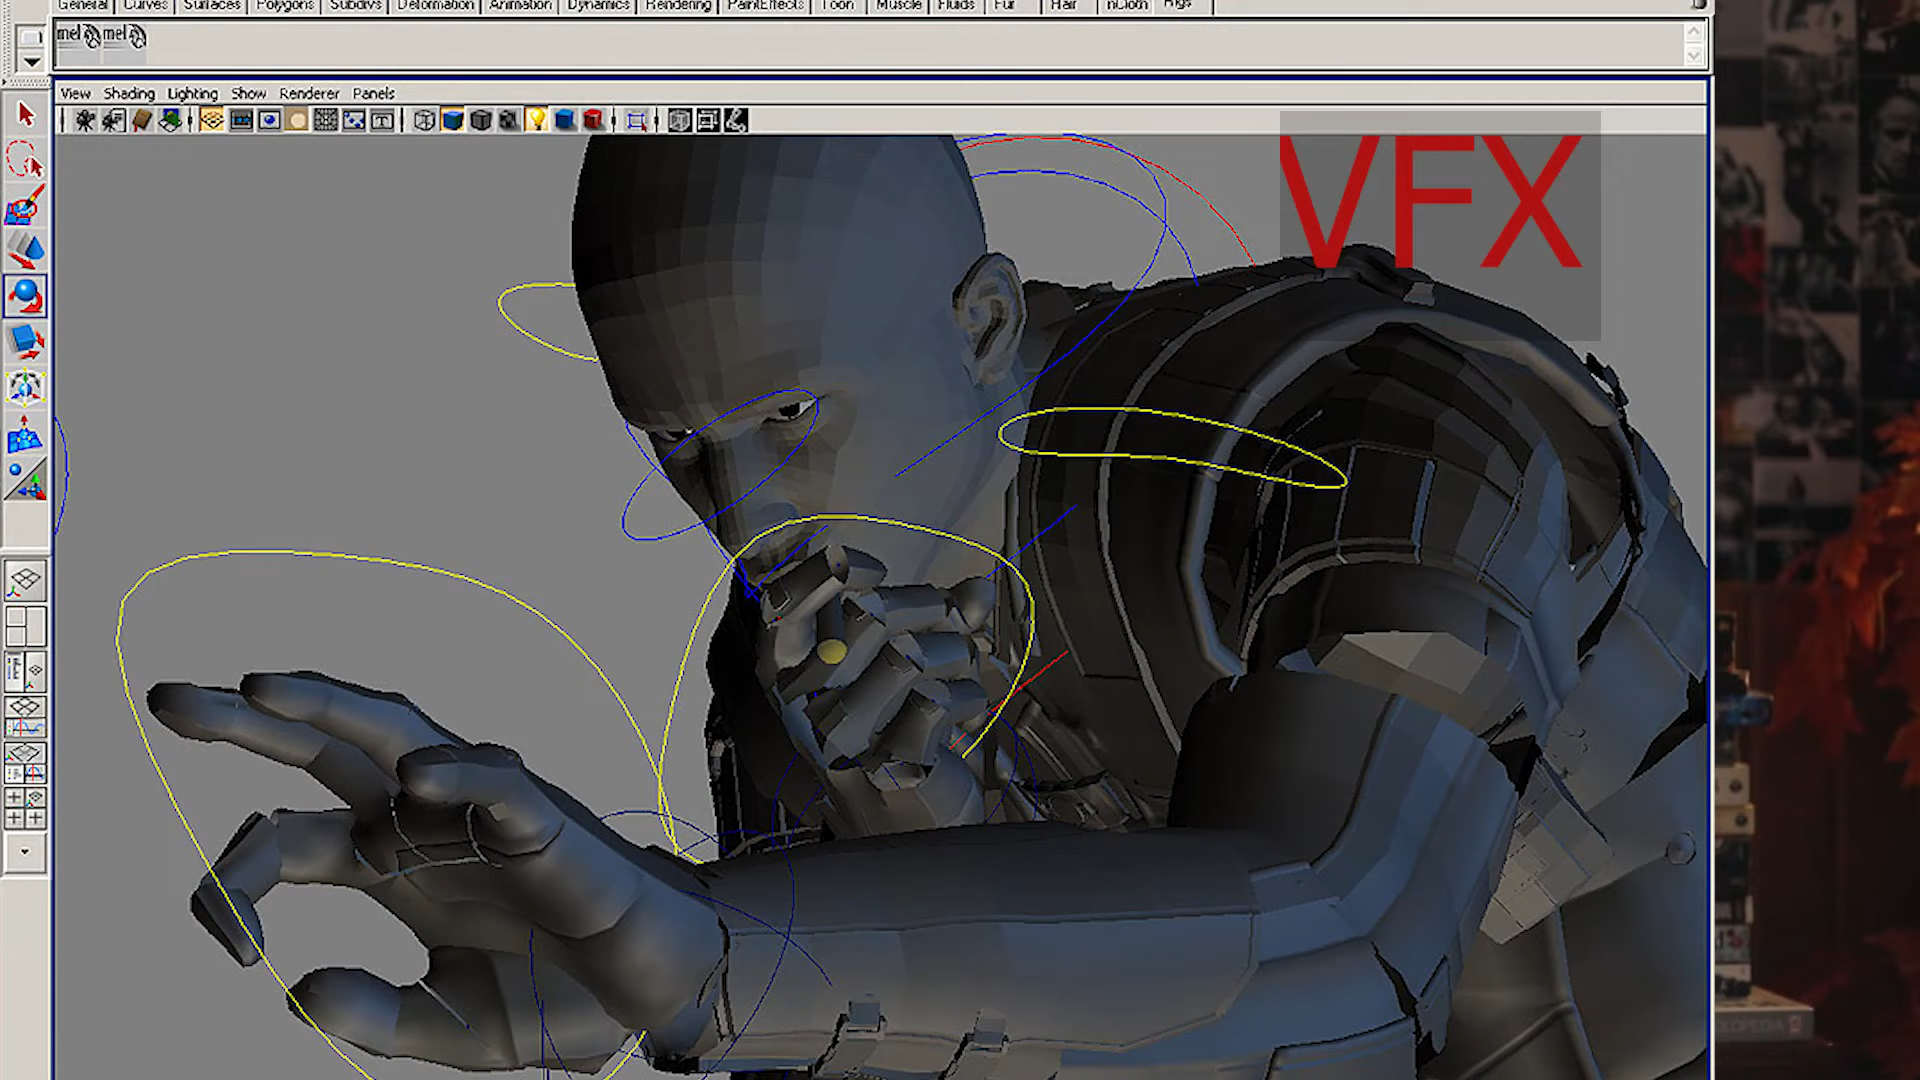 General Curves Surfaces Polygons Subdivs Deformation Animation Dynamics Rendering PaintEffects Toon Muscle Fluids Fur Hair nCloth Rigs
mel mel
View Shading Lighting Show Renderer Panels
VFX